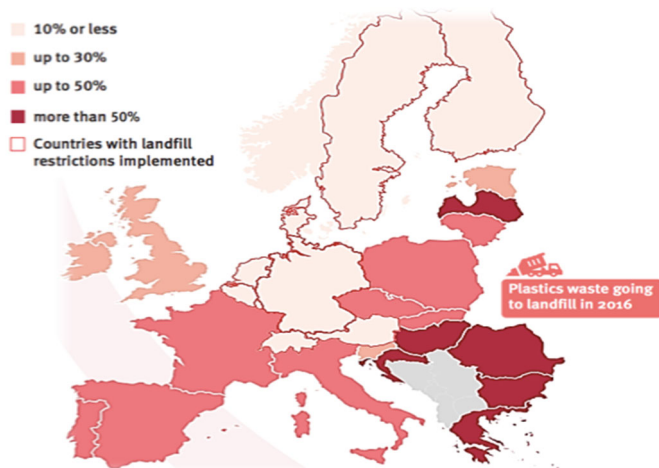 10% or less
up to 30%
up to 50%
more than 50%
Countries with landfill
restrictions implemented
Plastics waste going
to landfill in 2016